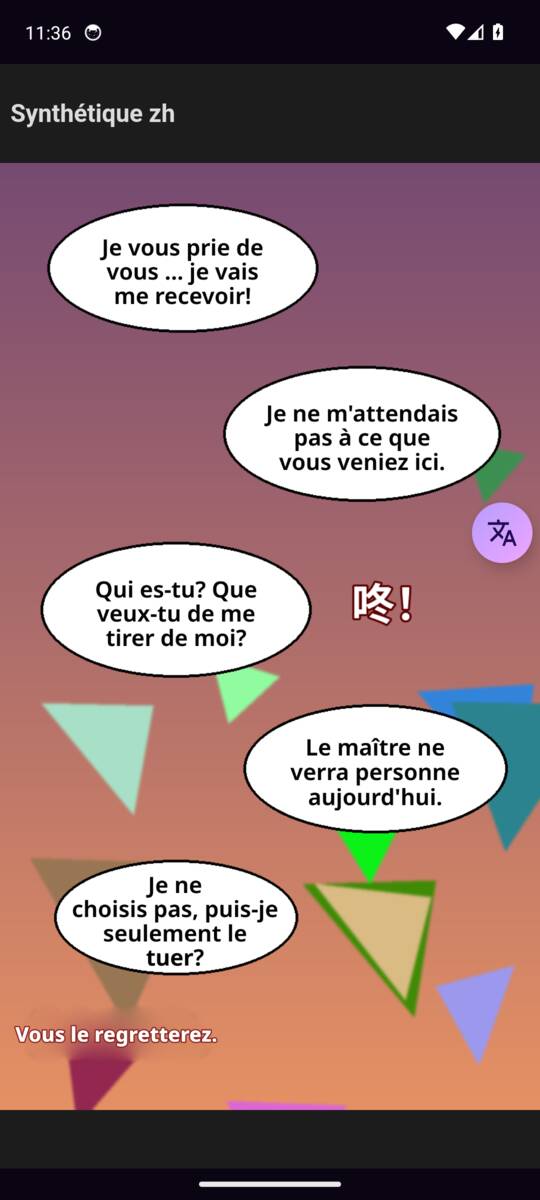 11:36
Synthétique zh
Je vous prie de
vous ... je vais
me recevoir!
Je ne m'attendais
pas à ce que
vous veniez ici.
Qui es-tu? Que
veux-tu de me
tirer de moi?
咚!
Le maître ne
verra personne
aujourd'hui.
Je ne
choisis pas, puis-je
seulement le
tuer?
Vous le regretterez.